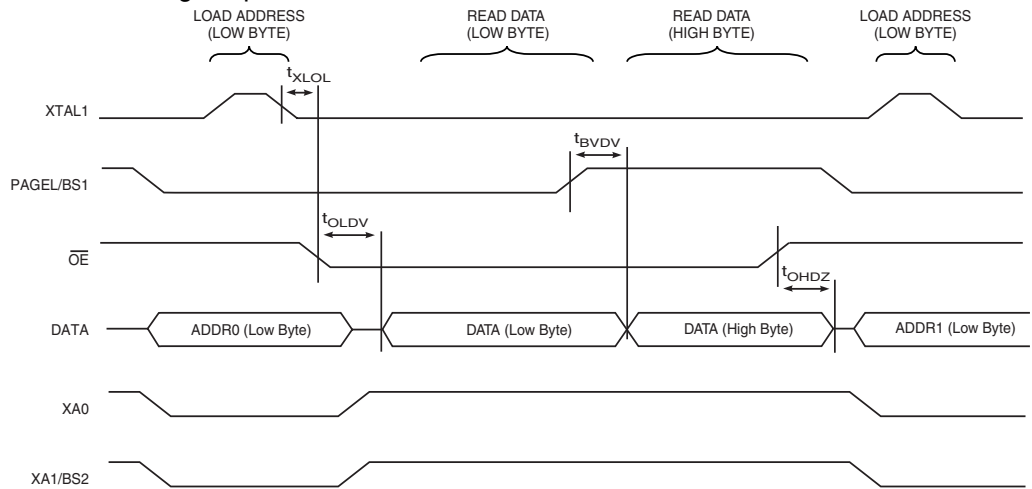 LOAD ADDRESS
(LOW BYTE)
READ DATA
(LOW BYTE)
READ DATA
(HIGH BYTE)
LOAD ADDRESS
(LOW BYTE)
tXLOL
XTAL1
tBVDV
PAGEL/BS1
tOLDV
OE
tOHDZ
DATA
ADDR0 (Low Byte)
DATA (Low Byte)
DATA (High Byte)
ADDR1 (Low Byte)
XA0
XA1/BS2